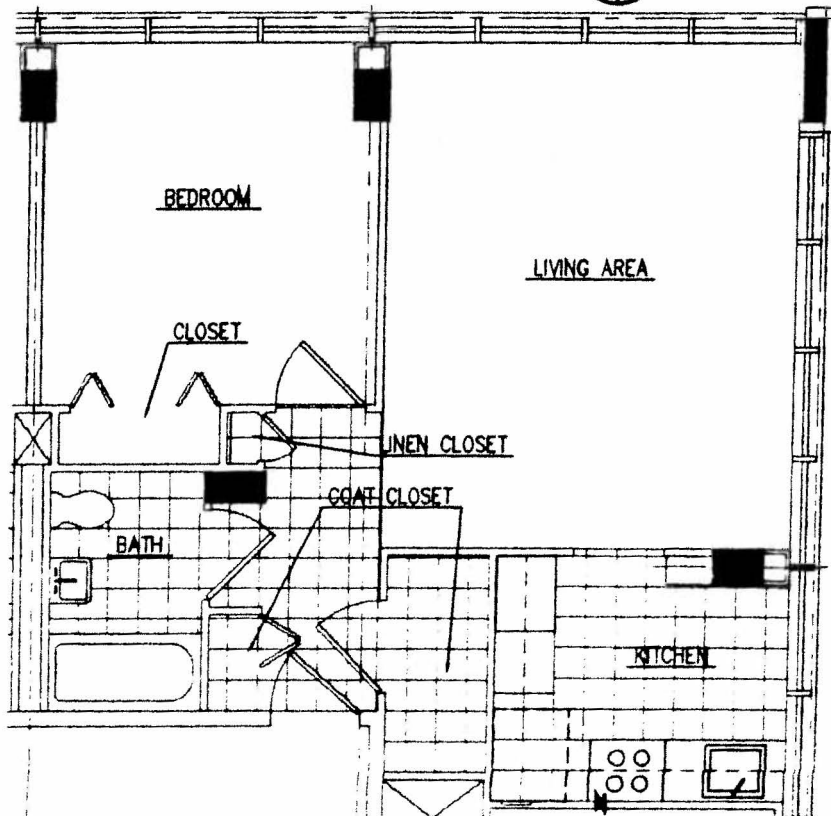 BEDROOM
LIVING AREA
CLOSET
LINEN CLOSET
COAT CLOSET
BATH
KITCHEN